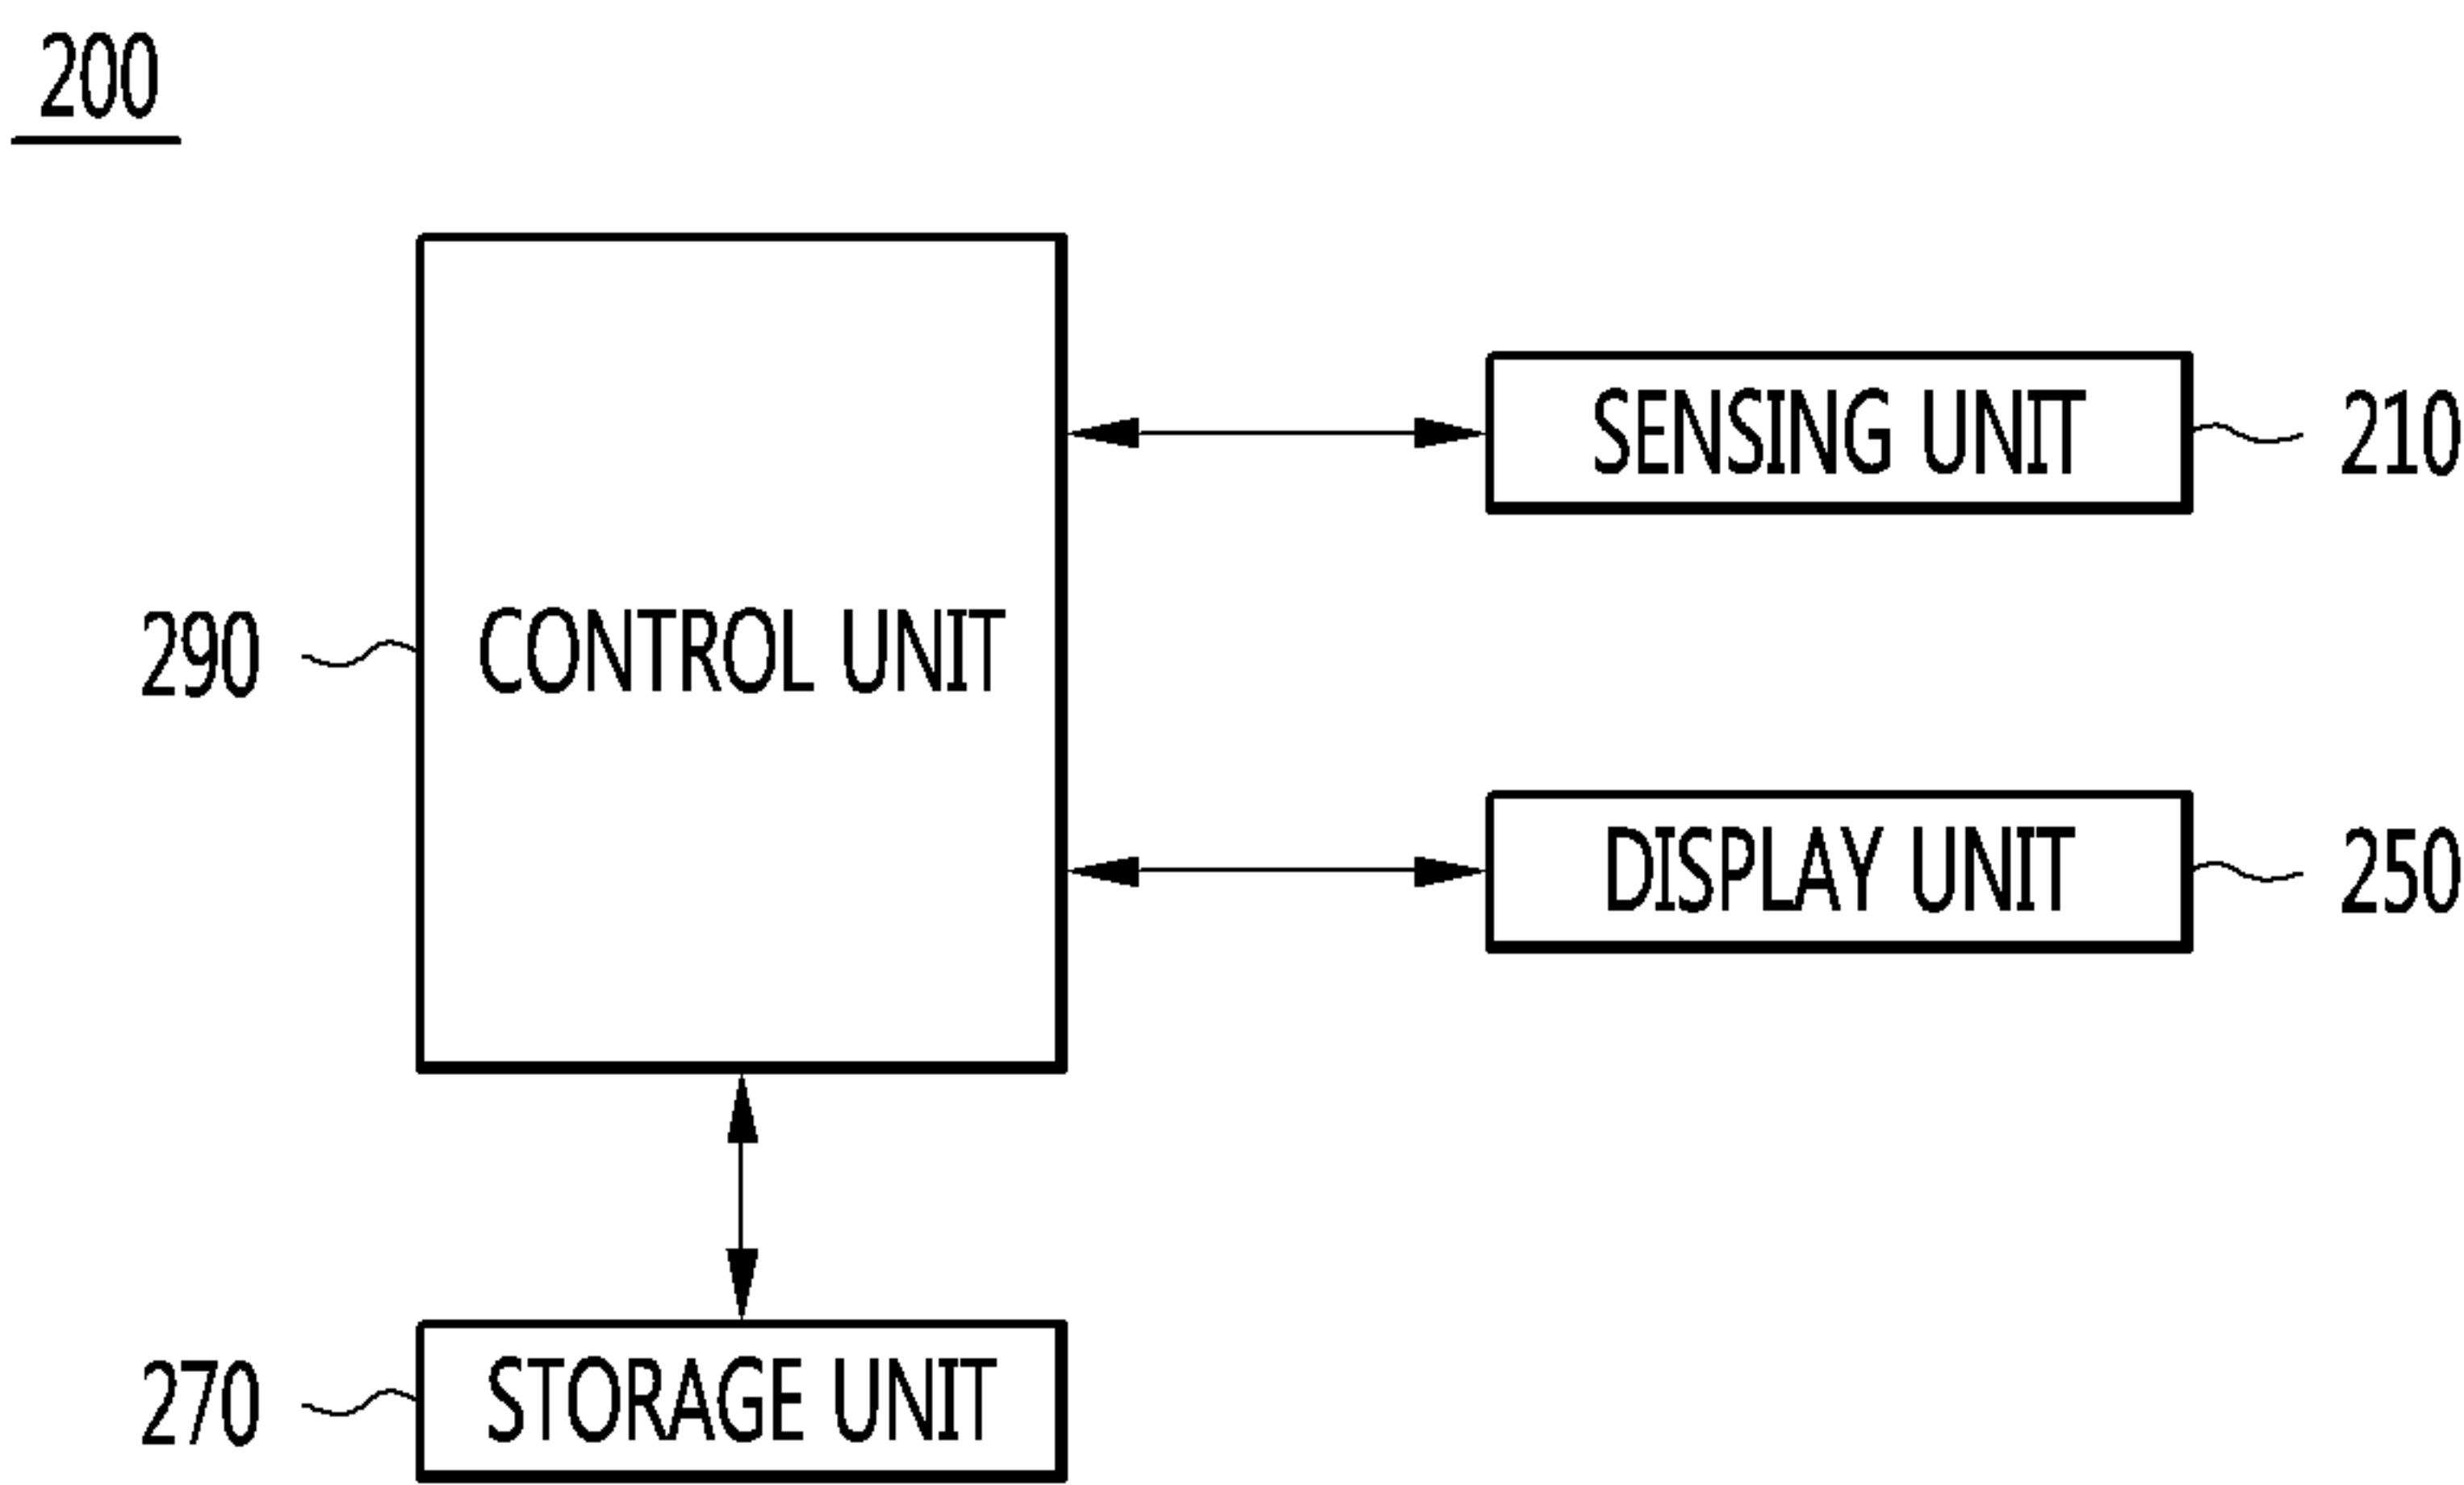 200
SENSING UNIT 210
290 CONTROL UNIT
DISPLAY UNIT 250
270 STORAGE UNIT